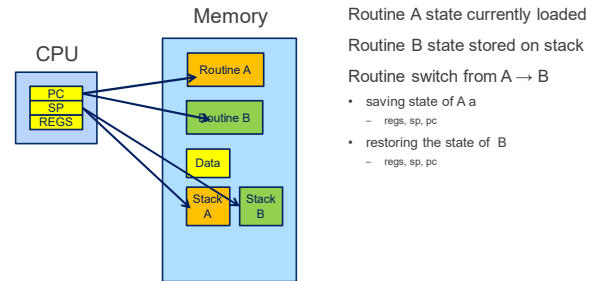 Memory
CPU
PC
SP
REGS
Routine A
Routine B
Data
Stack
A
Stack
B
Routine A state currently loaded
Routine B state stored on stack
Routine switch from A → B
• saving state of A a
– regs, sp, pc
• restoring the state of B
– regs, sp, pc